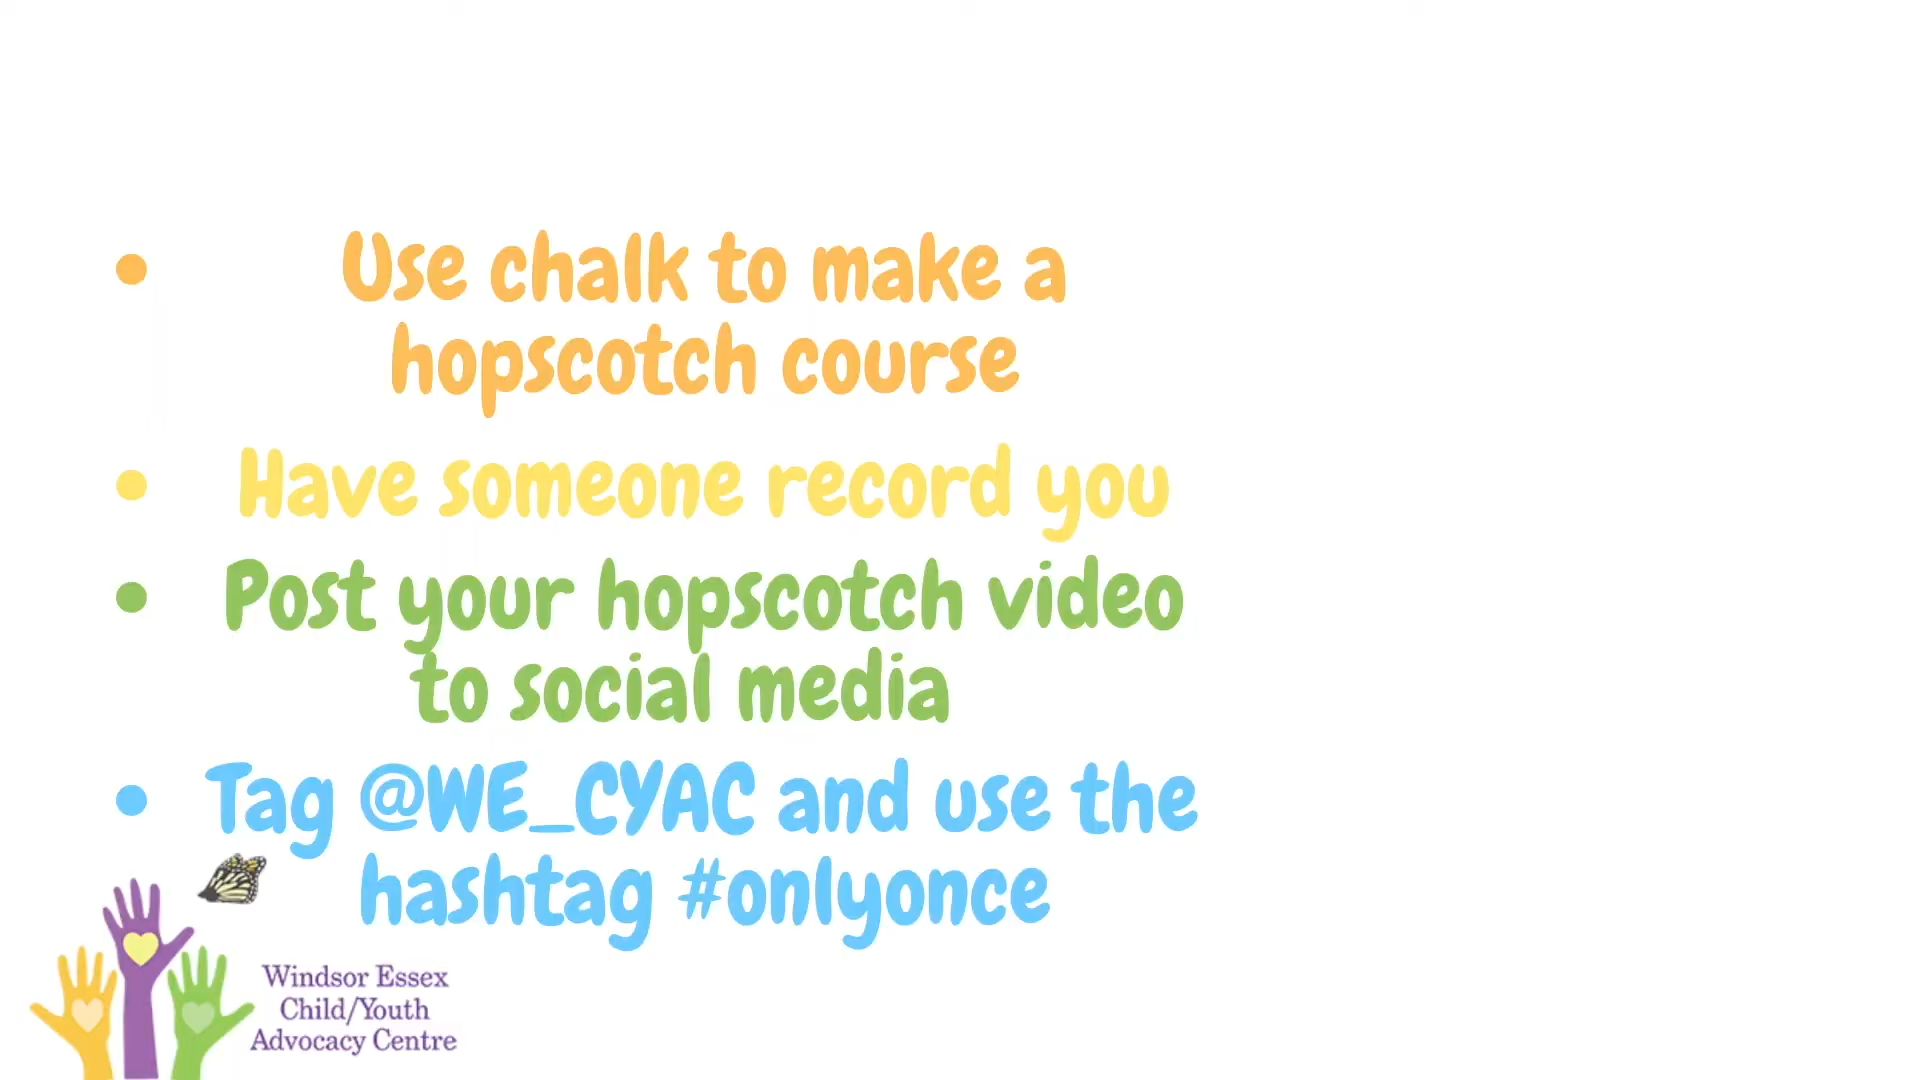 Use chalk to make a
hopscotch course
Have someone record you
Post your hopscotch video
to social media
Tag @WE_CYAC and use the
hashtag #onlyonce
Windsor Essex
Child/Youth
Advocacy Centre